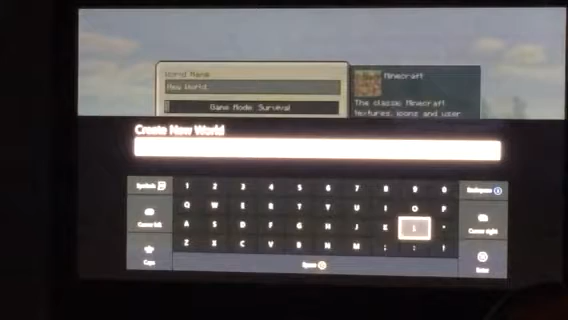 World Name
New World
Game Mode: Survival
Minecraft
The classic Minecraft
textures, icons and user
Create New World
Symbols
1 2 3 4 5 6 7 8 9 0
Backspace
Q W E R T Y U I O P
Cursor left
A S D F G H J K L
Cursor right
Caps
Z X C V B N M
Space